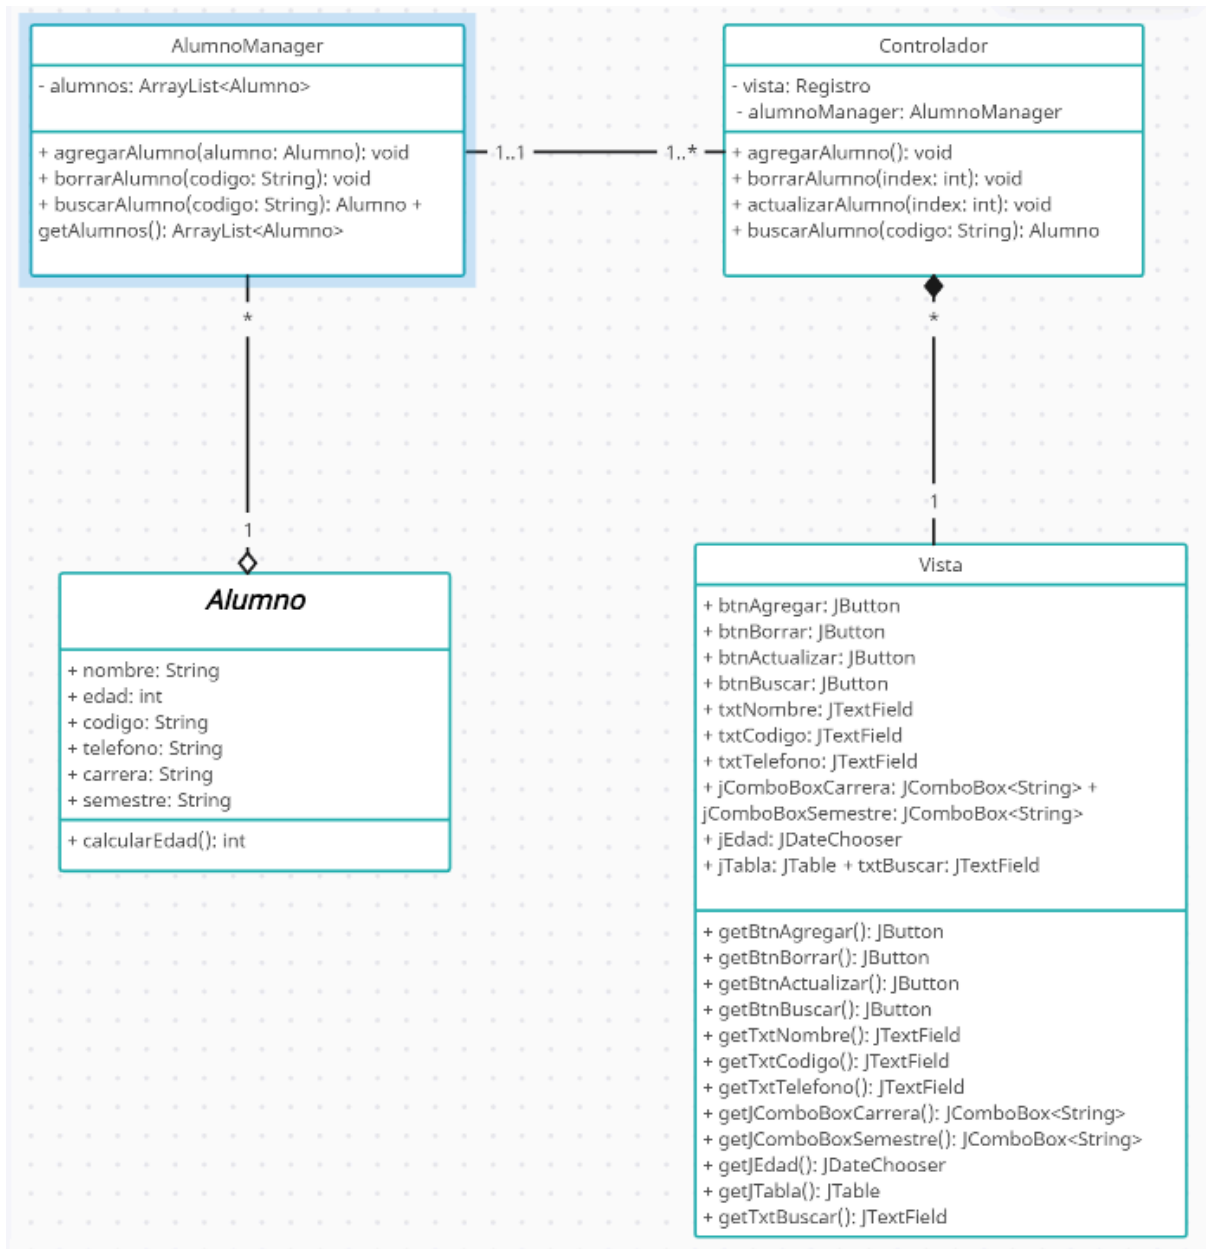 AlumnoManager
- alumnos: ArrayList<Alumno>
+ agregarAlumno(alumno: Alumno): void
+ borrarAlumno(codigo: String): void
+ buscarAlumno(codigo: String): Alumno +
getAlumnos(): ArrayList<Alumno>
1..1
1..*
Controlador
- vista: Registro
- alumnoManager: AlumnoManager
+ agregarAlumno(): void
+ borrarAlumno(index: int): void
+ actualizarAlumno(index: int): void
+ buscarAlumno(codigo: String): Alumno
*
1
*
1
Alumno
+ nombre: String
+ edad: int
+ codigo: String
+ telefono: String
+ carrera: String
+ semestre: String
+ calcularEdad(): int
Vista
+ btnAgregar: JButton
+ btnBorrar: JButton
+ btnActualizar: JButton
+ btnBuscar: JButton
+ txtNombre: JTextField
+ txtCodigo: JTextField
+ txtTelefono: JTextField
+ jComboBoxCarrera: JComboBox<String> +
jComboBoxSemestre: JComboBox<String>
+ jEdad: JDateChooser
+ jTabla: JTable + txtBuscar: JTextField
+ getBtnAgregar(): JButton
+ getBtnBorrar(): JButton
+ getBtnActualizar(): JButton
+ getBtnBuscar(): JButton
+ getTxtNombre(): JTextField
+ getTxtCodigo(): JTextField
+ getTxtTelefono(): JTextField
+ getJComboBoxCarrera(): JComboBox<String>
+ getJComboBoxSemestre(): JComboBox<String>
+ getJEdad(): JDateChooser
+ getJTabla(): JTable
+ getTxtBuscar(): JTextField